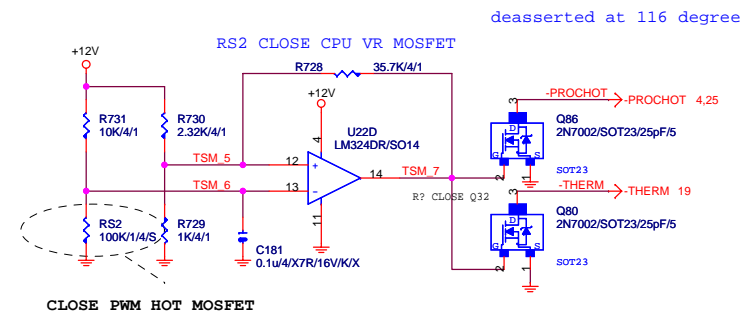 deasserted at 116 degree
RS2 CLOSE CPU VR MOSFET
+12V
R728 35.7K/4/1
+12V
R731
10K/4/1
R730
2.32K/4/1
U22D
LM324DR/SO14
4
TSM_5 12 +
TSM_6 13 −
14 TSM_7
11
R? CLOSE Q32
RS2
100K/1/4/S
R729
1K/4/1
C181
0.1u/4/X7R/16V/K/X
CLOSE PWM HOT MOSFET
-PROCHOT
-PROCHOT 4,25
3
D
G S
2 1
Q86
2N7002/SOT23/25pF/5
SOT23
-THERM
-THERM 19
3
D
G S
2 1
Q80
2N7002/SOT23/25pF/5
SOT23